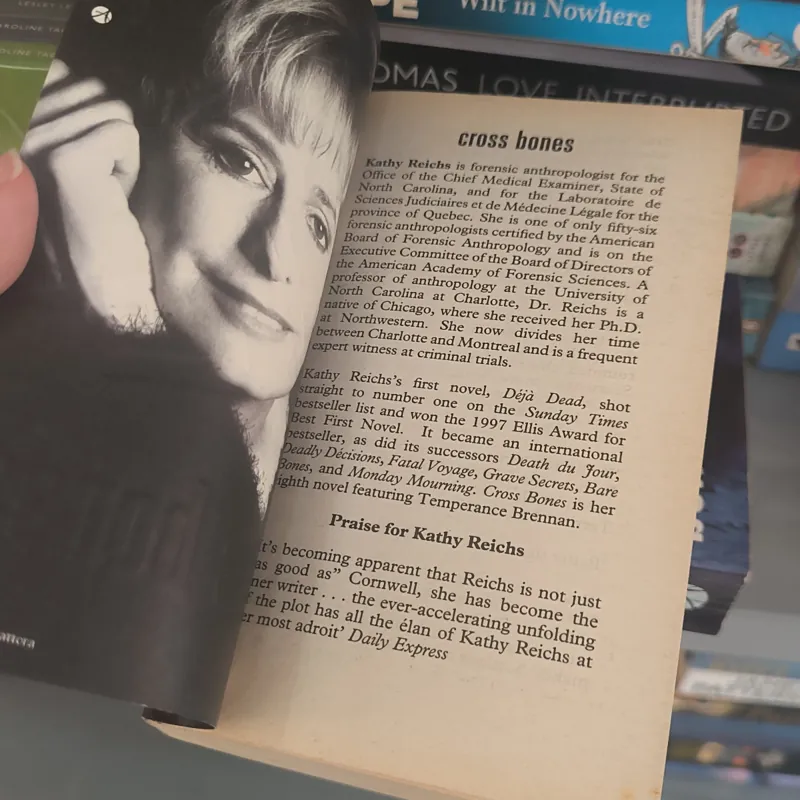 PE
Wilt in Nowhere
OMAS LOVE INTERRUPTED
cross bones
Kathy Reichs is forensic anthropologist for the
Office of the Chief Medical Examiner, State of
North Carolina, and for the Laboratoire de
Sciences Judiciaires et de Médecine Légale for the
province of Quebec. She is one of only fifty-six
forensic anthropologists certified by the American
Board of Forensic Anthropology and is on the
Executive Committee of the Board of Directors of
the American Academy of Forensic Sciences. A
professor of anthropology at the University of
North Carolina at Charlotte, Dr. Reichs is a
native of Chicago, where she received her Ph.D.
at Northwestern. She now divides her time
between Charlotte and Montreal and is a frequent
expert witness at criminal trials.
Kathy Reichs's first novel, Déjà Dead, shot
straight to number one on the Sunday Times
bestseller list and won the 1997 Ellis Award for
Best First Novel. It became an international
bestseller, as did its successors Death du Jour,
Deadly Décisions, Fatal Voyage, Grave Secrets, Bare
Bones, and Monday Mourning. Cross Bones is her
ighth novel featuring Temperance Brennan.
Praise for Kathy Reichs
it's becoming apparent that Reichs is not just
as good as" Cornwell, she has become the
ner writer . . . the ever-accelerating unfolding
f the plot has all the élan of Kathy Reichs at
er most adroit' Daily Express